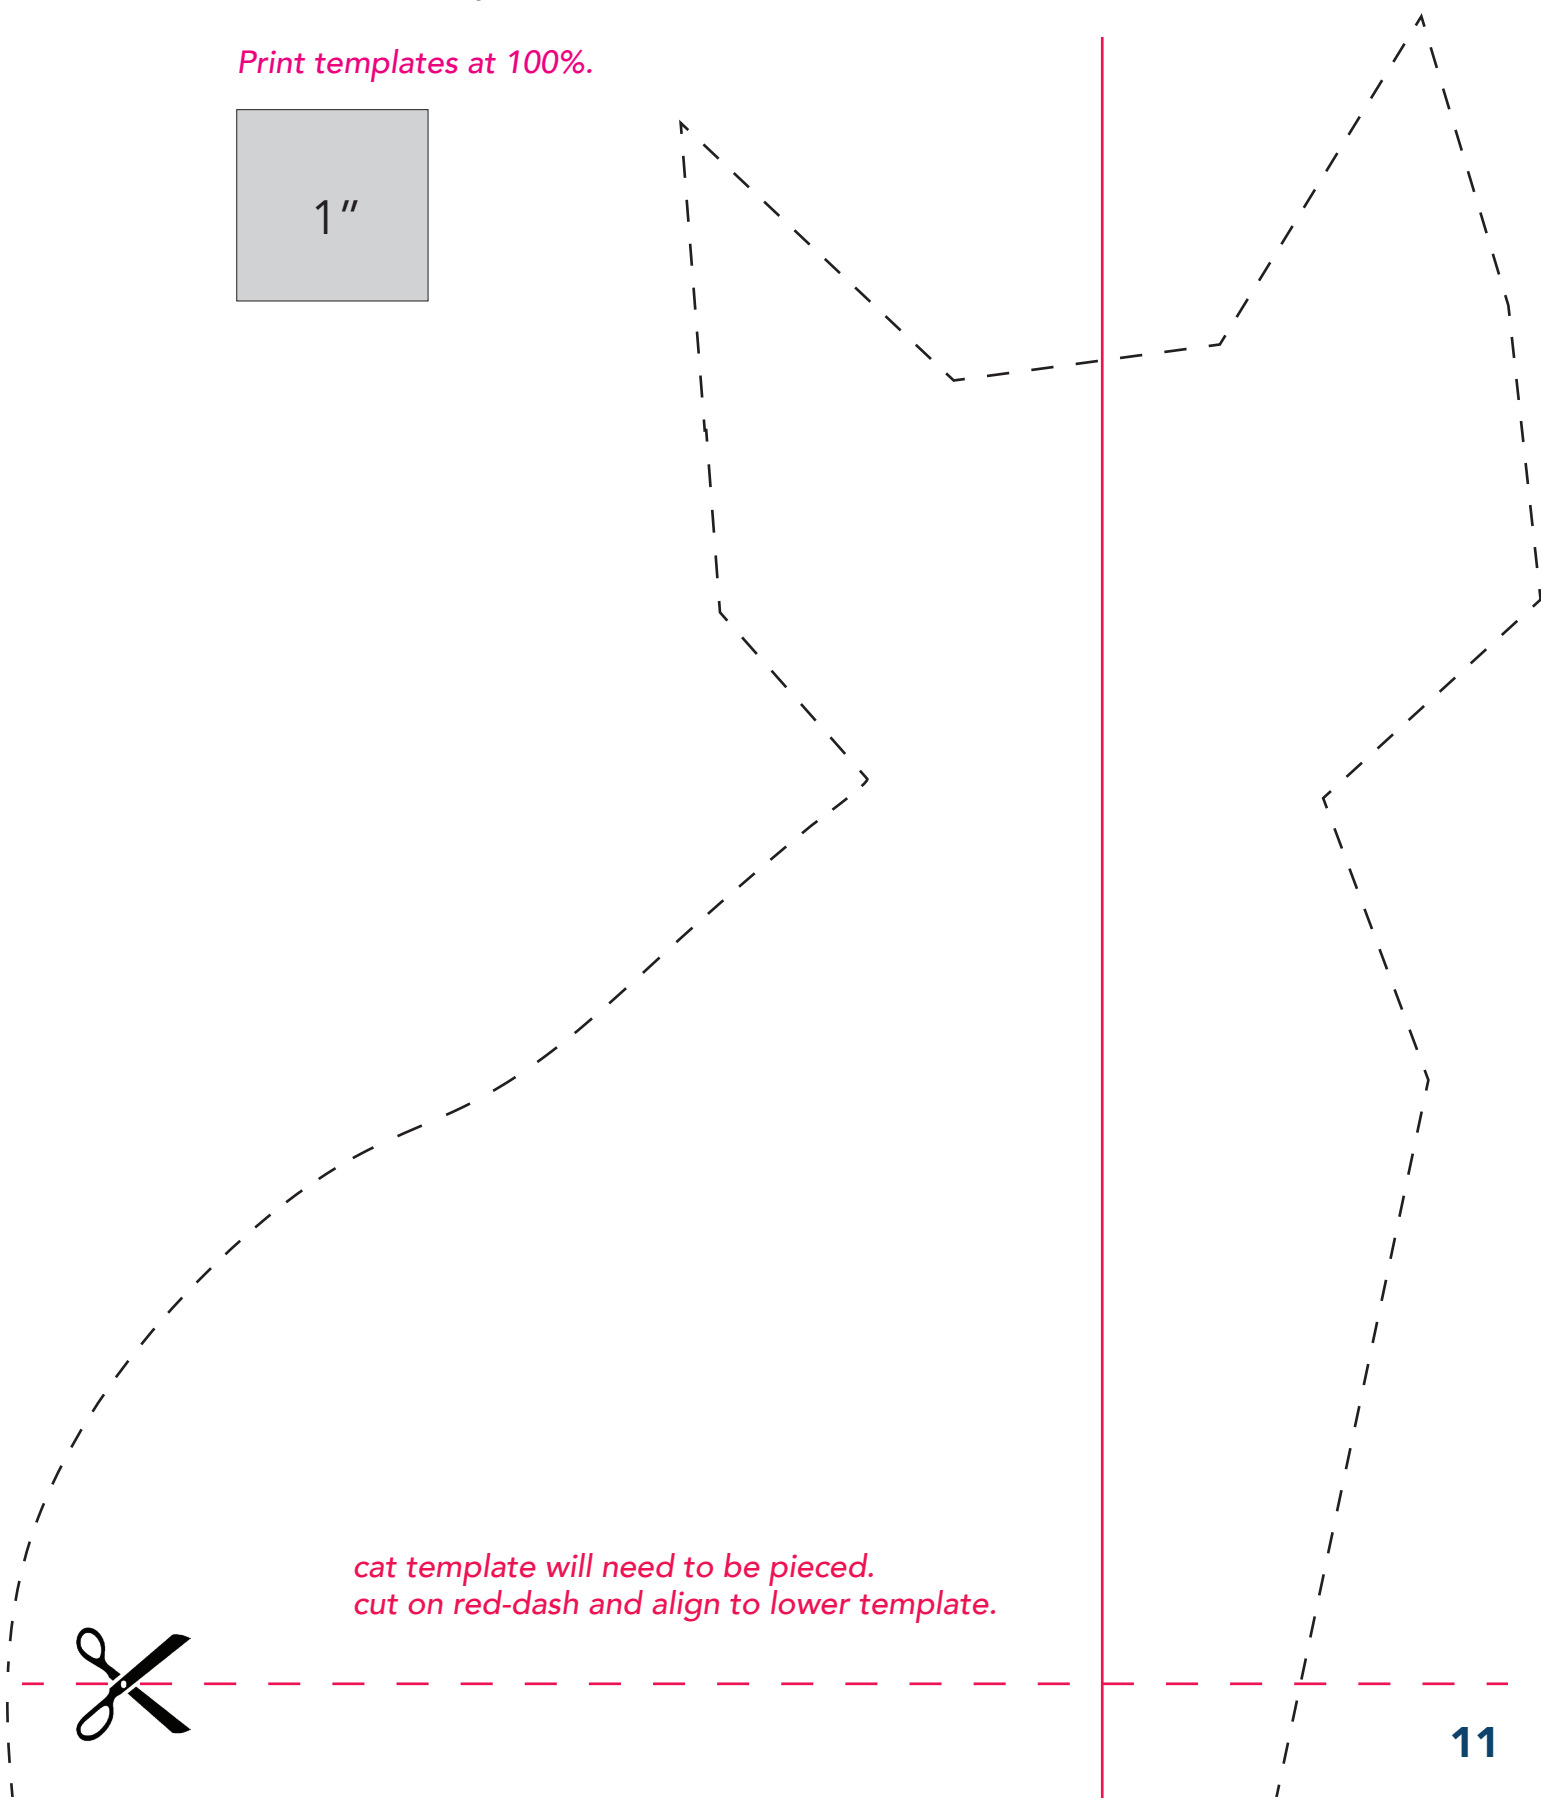 Print templates at 100%.
1"
cat template will need to be pieced.
cut on red-dash and align to lower template.
11